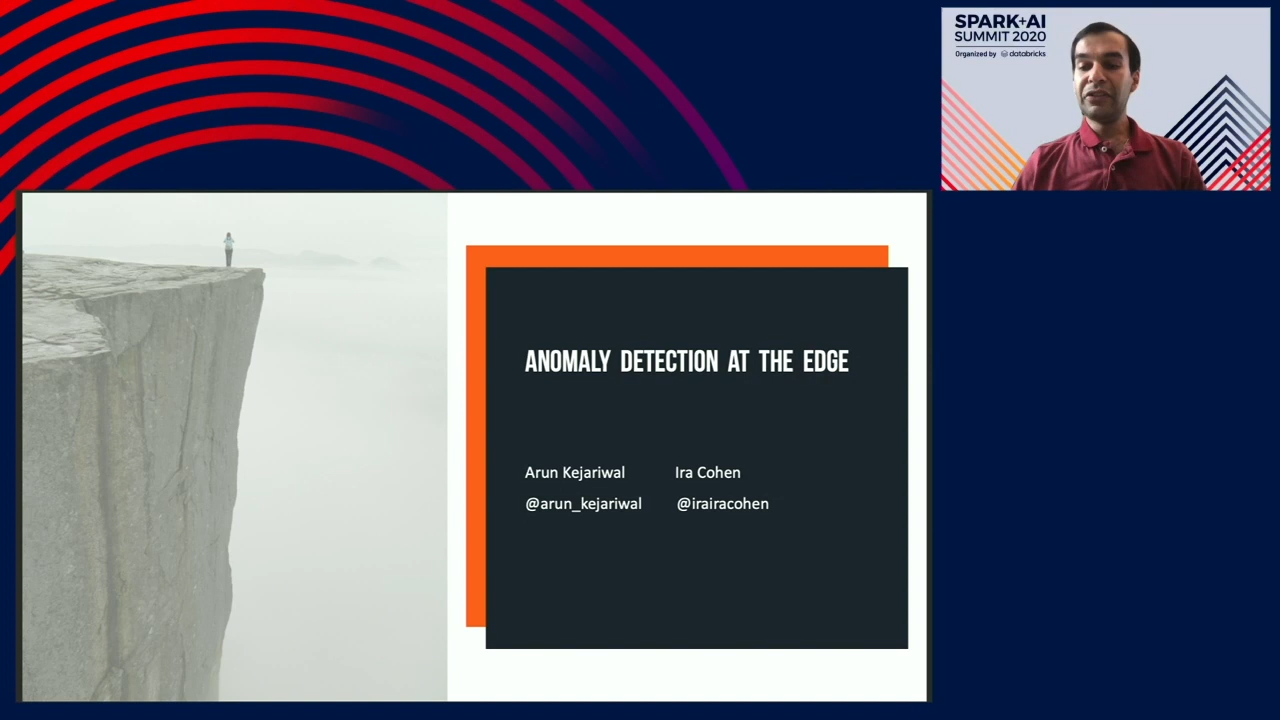 SPARK+AI
SUMMIT 2020
Organized by databricks
ANOMALY DETECTION AT THE EDGE
Arun Kejariwal Ira Cohen
@arun_kejariwal @irairacohen